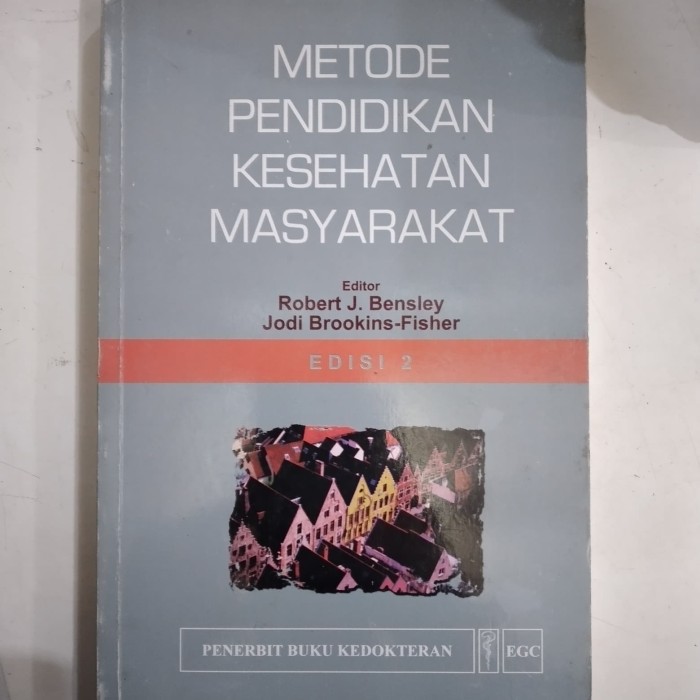 METODE
PENDIDIKAN
KESEHATAN
MASYARAKAT
Editor
Robert J. Bensley
Jodi Brookins-Fisher
EDISI 2
PENERBIT BUKU KEDOKTERAN EGC